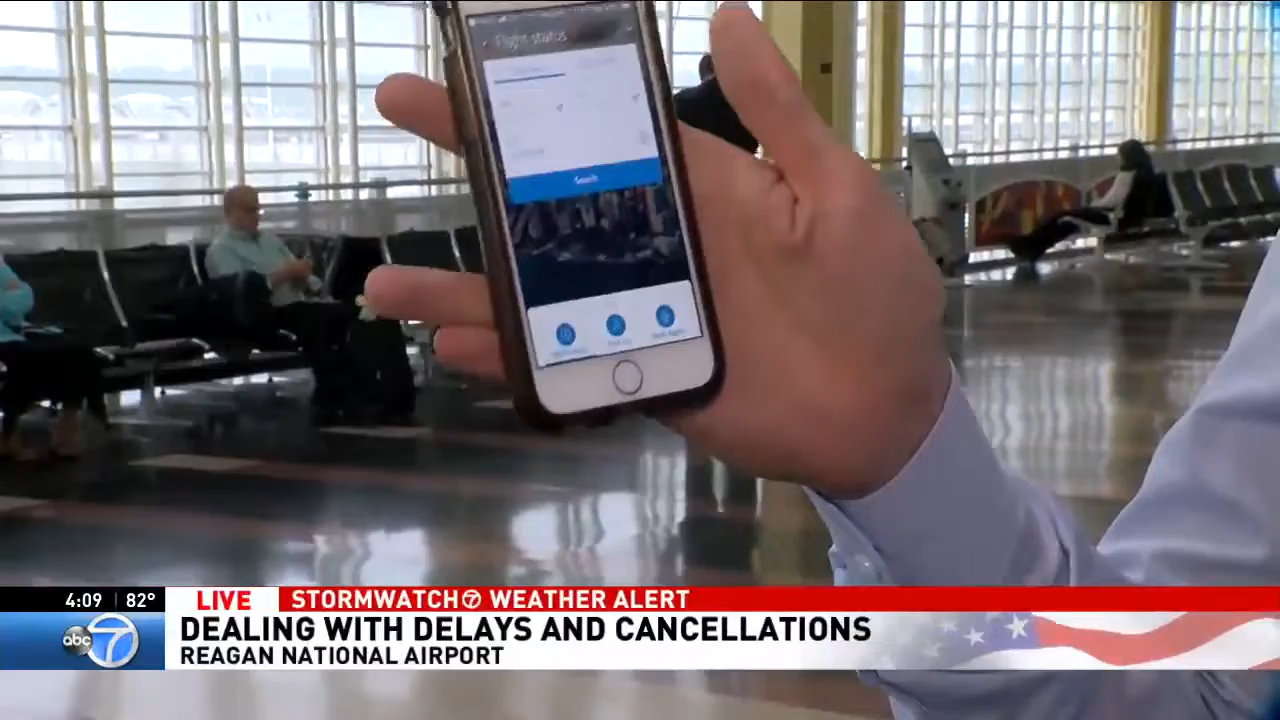 Flight status
Search
4:09 82°
LIVE
STORMWATCH 7 WEATHER ALERT
abc 7
DEALING WITH DELAYS AND CANCELLATIONS
REAGAN NATIONAL AIRPORT